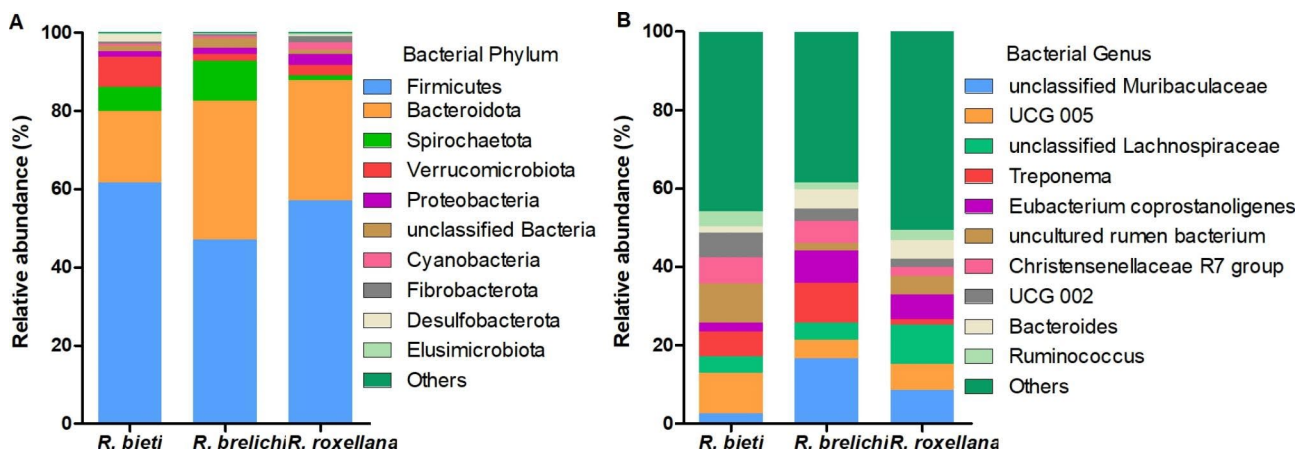 A
Relative abundance (%)
100
80
60
40
20
0
R. bieti
R. brelichi
R. roxellana
Bacterial Phylum
Firmicutes
Bacteroidota
Spirochaetota
Verrucomicrobiota
Proteobacteria
unclassified Bacteria
Cyanobacteria
Fibrobacterota
Desulfobacterota
Elusimicrobiota
Others
B
Relative abundance (%)
100
80
60
40
20
0
R. bieti
R. brelichi
R. roxellana
Bacterial Genus
unclassified Muribaculaceae
UCG 005
unclassified Lachnospiraceae
Treponema
Eubacterium coprostanoligenes
uncultured rumen bacterium
Christensenellaceae R7 group
UCG 002
Bacteroides
Ruminococcus
Others